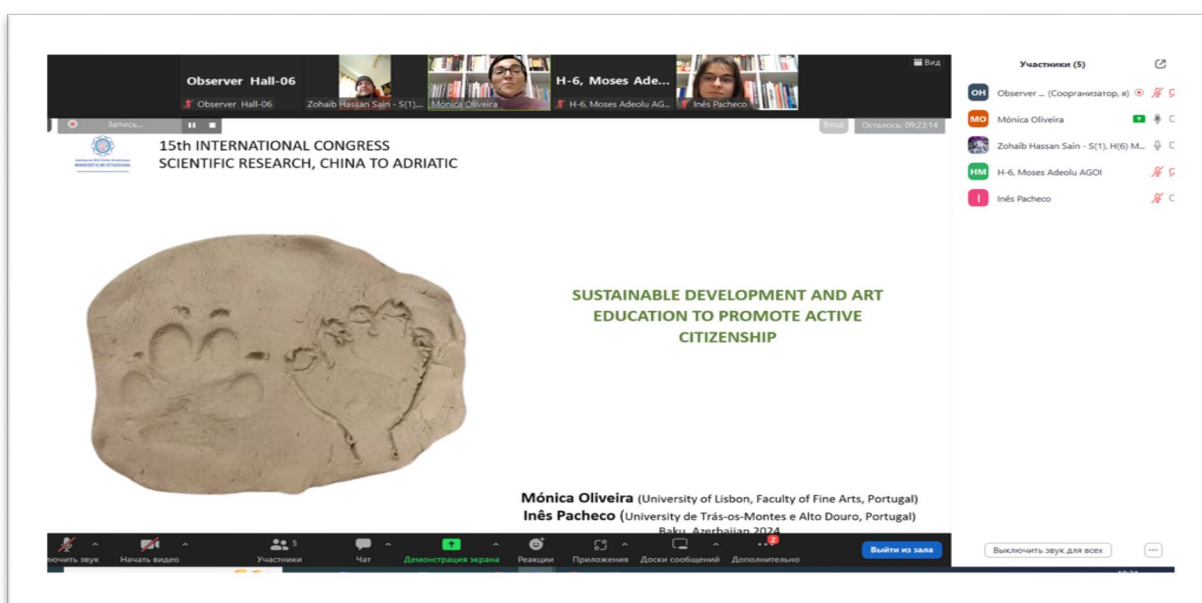 Observer Hall-06
H-6, Moses Ade...
Вид
Observer Hall-06
Zohaib Hassan Sain - S(1),...
Mónica Oliveira
H-6, Moses Adeolu AG...
Inês Pacheco
Запись...
Вход
Осталось: 09:23:14
15th INTERNATIONAL CONGRESS
SCIENTIFIC RESEARCH, CHINA TO ADRIATIC
SUSTAINABLE DEVELOPMENT AND ART
EDUCATION TO PROMOTE ACTIVE
CITIZENSHIP
Mónica Oliveira (University of Lisbon, Faculty of Fine Arts, Portugal)
Inês Pacheco (University de Trás-os-Montes e Alto Douro, Portugal)
Baku, Azerbaijan 2024
Участники (5)
OH Observer ... (Соорганизатор, я)
MO Mónica Oliveira
Zohaib Hassan Sain - S(1), H(6) M...
HM H-6, Moses Adeolu AGOI
I Inês Pacheco
ючить звук
Начать видео
5
Участники
Чат
Демонстрация экрана
Реакции
Приложения
Доски сообщений
2
Дополнительно
Выйти из зала
Выключить звук для всех